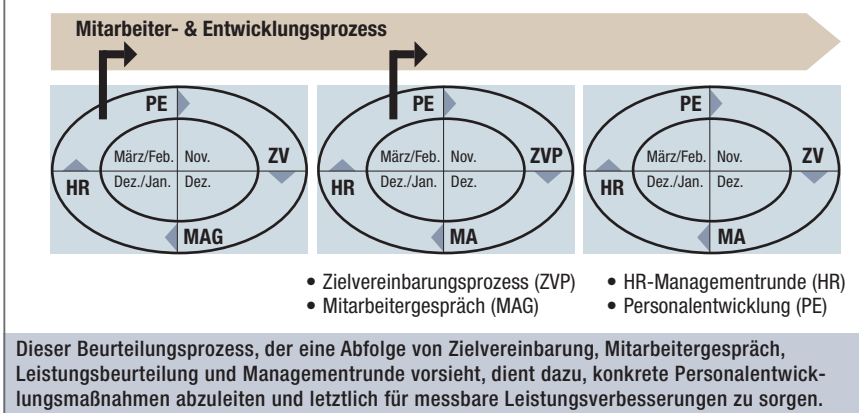 Mitarbeiter- & Entwicklungsprozess
PE
März/Feb. Nov.
ZV
HR
Dez./Jan. Dez.
MAG
PE
März/Feb. Nov.
ZVP
HR
Dez./Jan. Dez.
MA
PE
März/Feb. Nov.
ZV
HR
Dez./Jan. Dez.
MA
• Zielvereinbarungsprozess (ZVP)
• Mitarbeitergespräch (MAG)
• HR-Managementrunde (HR)
• Personalentwicklung (PE)
Dieser Beurteilungsprozess, der eine Abfolge von Zielvereinbarung, Mitarbeitergespräch,
Leistungsbeurteilung und Managementrunde vorsieht, dient dazu, konkrete Personalentwick-
lungsmaßnahmen abzuleiten und letztlich für messbare Leistungsverbesserungen zu sorgen.